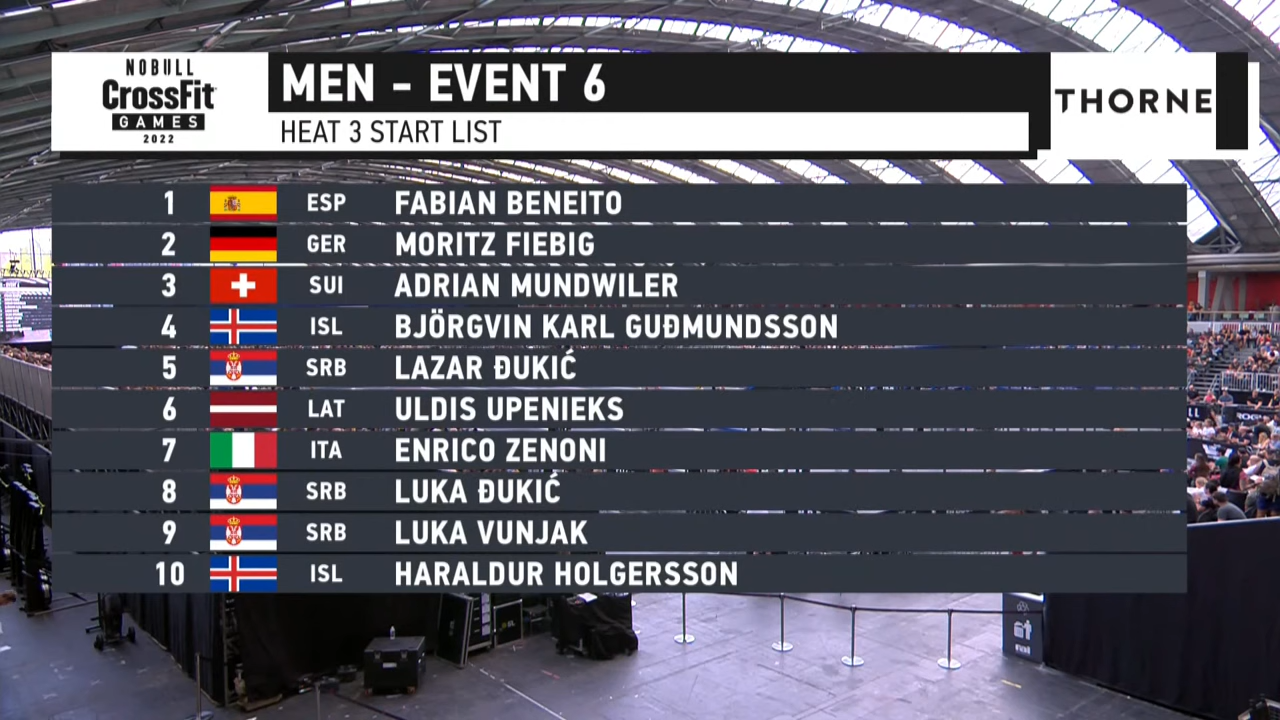 NOBULL
CrossFit
GAMES
2022
MEN - EVENT 6
HEAT 3 START LIST
THORNE
1 ESP FABIAN BENEITO
2 GER MORITZ FIEBIG
3 SUI ADRIAN MUNDWILER
4 ISL BJÖRGVIN KARL GUÐMUNDSSON
5 SRB LAZAR ĐUKIĆ
6 LAT ULDIS UPENIEKS
7 ITA ENRICO ZENONI
8 SRB LUKA ĐUKIĆ
9 SRB LUKA VUNJAK
10 ISL HARALDUR HOLGERSSON